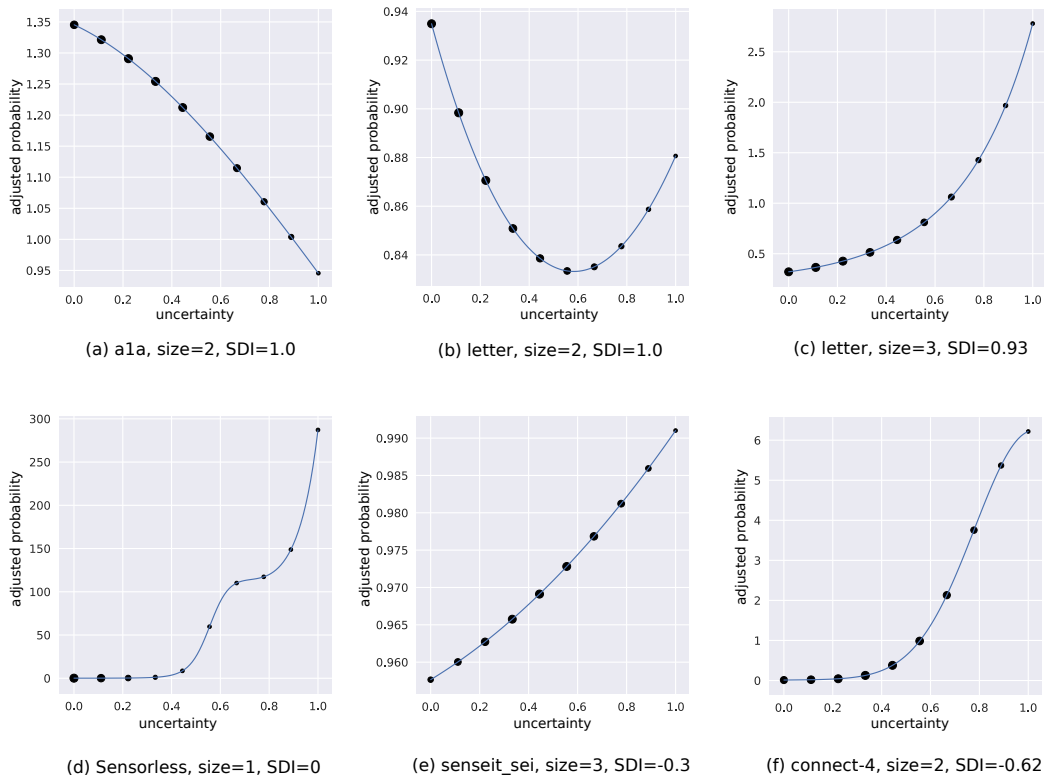 1.35
1.30
1.25
1.20
1.15
1.10
1.05
1.00
0.95
adjusted probability
0.0 0.2 0.4 0.6 0.8 1.0
uncertainty
(a) a1a, size=2, SDI=1.0
0.94
0.92
0.90
0.88
0.86
0.84
adjusted probability
0.0 0.2 0.4 0.6 0.8 1.0
uncertainty
(b) letter, size=2, SDI=1.0
2.5
2.0
1.5
1.0
0.5
adjusted probability
0.0 0.2 0.4 0.6 0.8 1.0
uncertainty
(c) letter, size=3, SDI=0.93
300
250
200
150
100
50
0
adjusted probability
0.0 0.2 0.4 0.6 0.8 1.0
uncertainty
(d) Sensorless, size=1, SDI=0
0.990
0.985
0.980
0.975
0.970
0.965
0.960
adjusted probability
0.0 0.2 0.4 0.6 0.8 1.0
uncertainty
(e) senseit_sei, size=3, SDI=-0.3
6
5
4
3
2
1
0
adjusted probability
0.0 0.2 0.4 0.6 0.8 1.0
uncertainty
(f) connect-4, size=2, SDI=-0.62